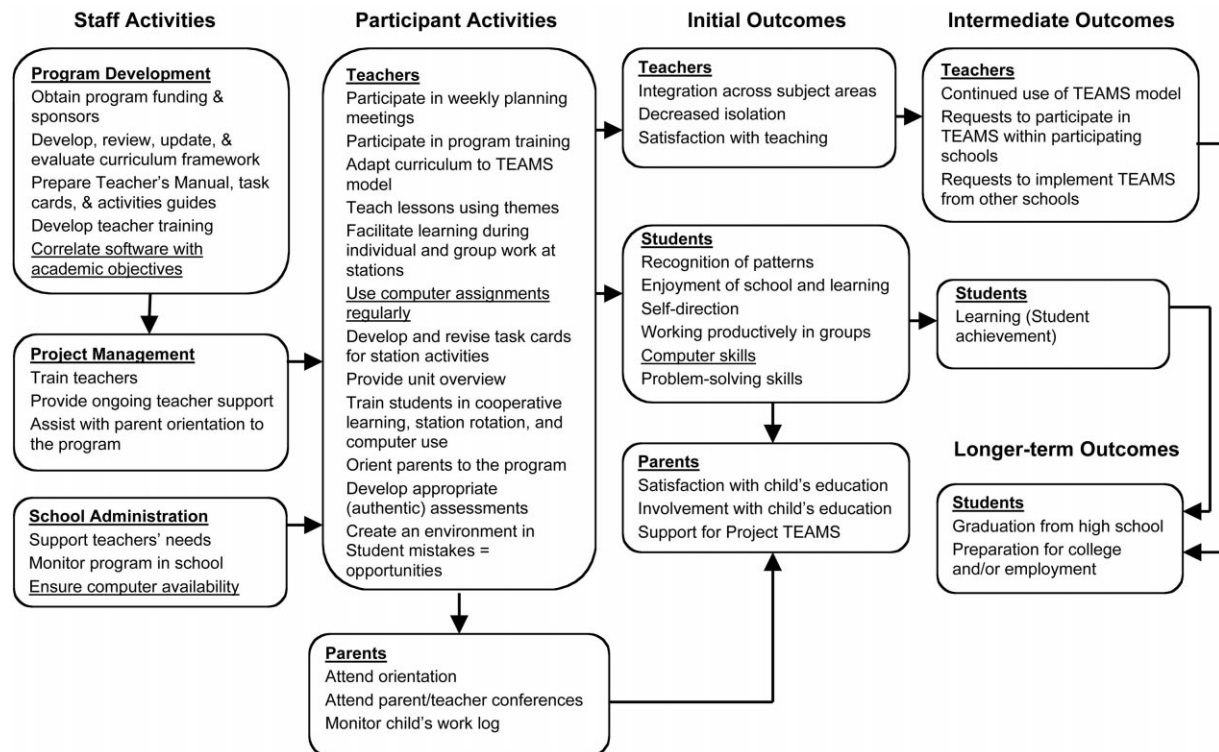 Staff Activities
Program Development
Obtain program funding &
sponsors
Develop, review, update, &
evaluate curriculum framework
Prepare Teacher's Manual, task
cards, & activities guides
Develop teacher training
Correlate software with
academic objectives
Project Management
Train teachers
Provide ongoing teacher support
Assist with parent orientation to
the program
School Administration
Support teachers' needs
Monitor program in school
Ensure computer availability
Participant Activities
Teachers
Participate in weekly planning
meetings
Participate in program training
Adapt curriculum to TEAMS
model
Teach lessons using themes
Facilitate learning during
individual and group work at
stations
Use computer assignments
regularly
Develop and revise task cards
for station activities
Provide unit overview
Train students in cooperative
learning, station rotation, and
computer use
Orient parents to the program
Develop appropriate
(authentic) assessments
Create an environment in
Student mistakes =
opportunities
Parents
Attend orientation
Attend parent/teacher conferences
Monitor child's work log
Initial Outcomes
Teachers
Integration across subject areas
Decreased isolation
Satisfaction with teaching
Students
Recognition of patterns
Enjoyment of school and learning
Self-direction
Working productively in groups
Computer skills
Problem-solving skills
Parents
Satisfaction with child's education
Involvement with child's education
Support for Project TEAMS
Intermediate Outcomes
Teachers
Continued use of TEAMS model
Requests to participate in
TEAMS within participating
schools
Requests to implement TEAMS
from other schools
Students
Learning (Student
achievement)
Longer-term Outcomes
Students
Graduation from high school
Preparation for college
and/or employment